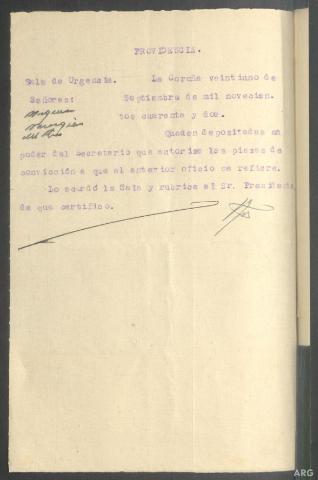 PROVIDENCIA.
Sala de Urgencia. La Coruña veintiuno de
Señores: Septiembre de mil novecien
tos cuarenta y dos.
del Rio
Queden depositadas en
poder del Secretario que autoriza las piezas de
convicción a que el anterior oficio se refiere.
Lo acordó la Sala y rubrica el Sr. Presidente
de que certifico.
ARG